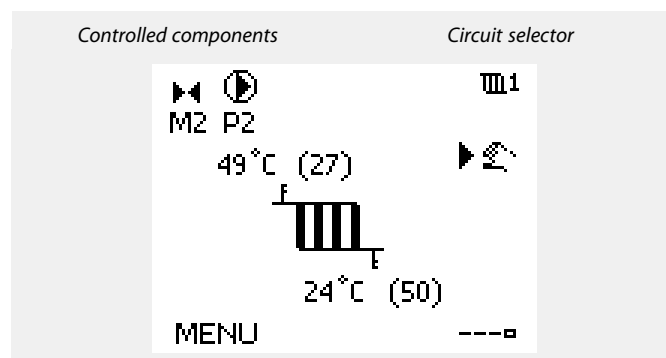 Controlled components Circuit selector
1
M2 P2
49°C (27)
24°C (50)
MENU